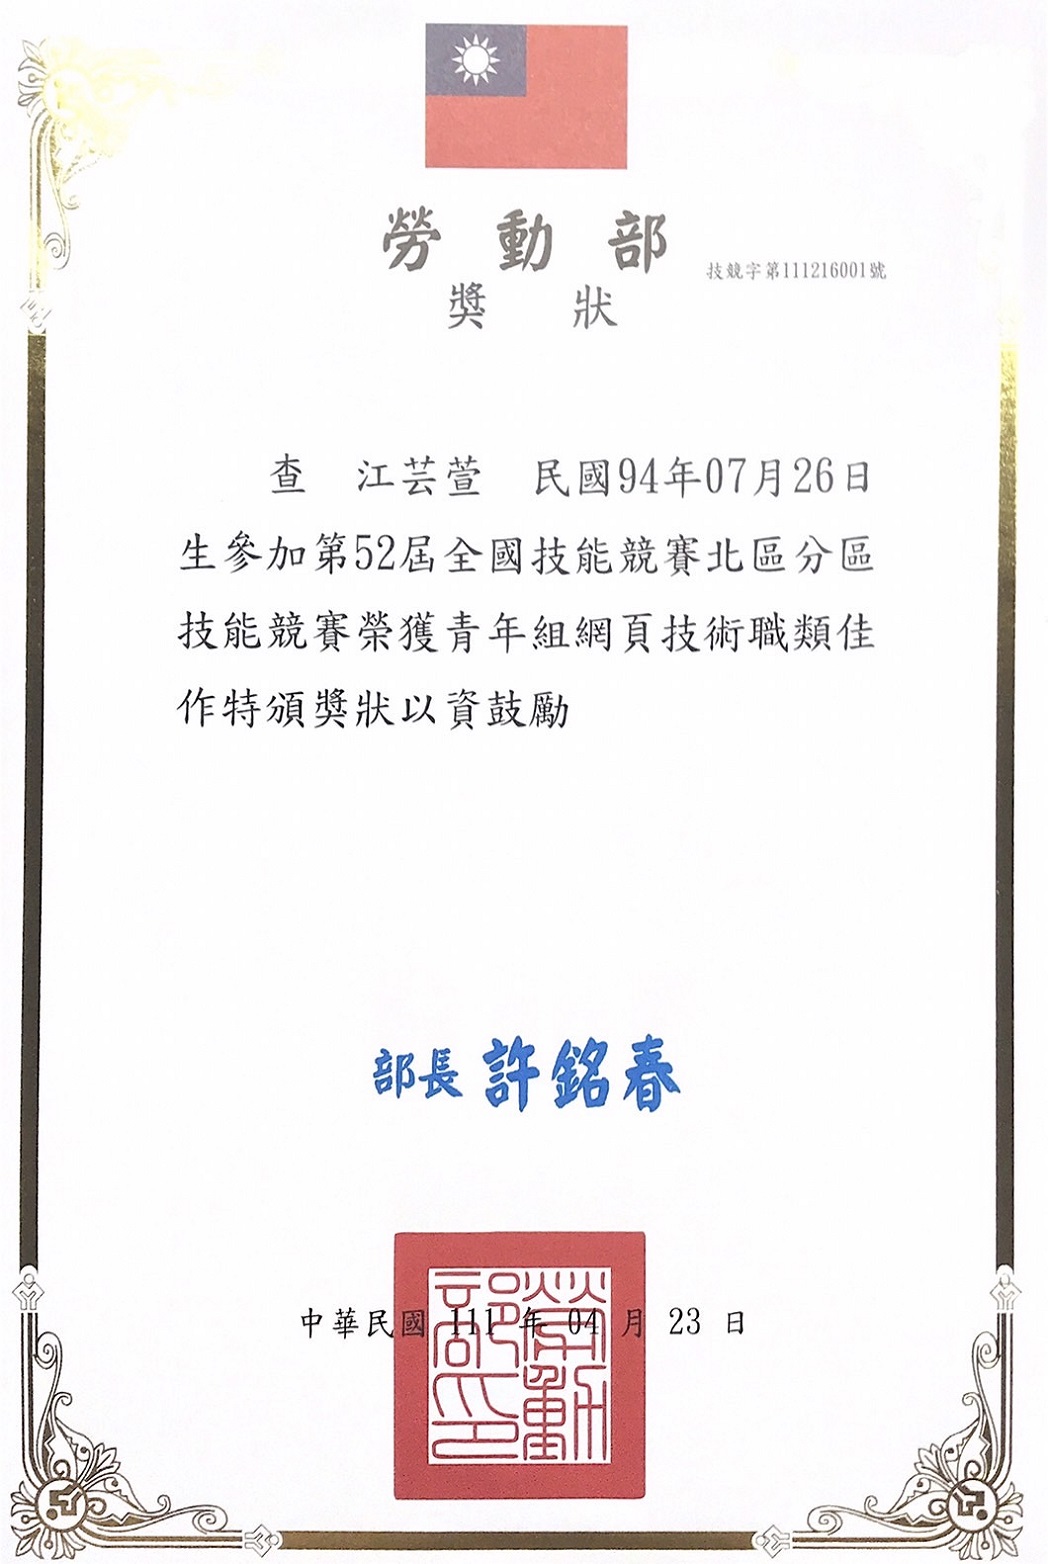 勞動部
技競字第111216001號
獎狀
查 江芸萱 民國94年07月26日
生參加第52屆全國技能競賽北區分區
技能競賽榮獲青年組網頁技術職類佳
作特頒獎狀以資鼓勵
部長 許銘春
中華民國 111 年 04 月 23 日
勞動部印